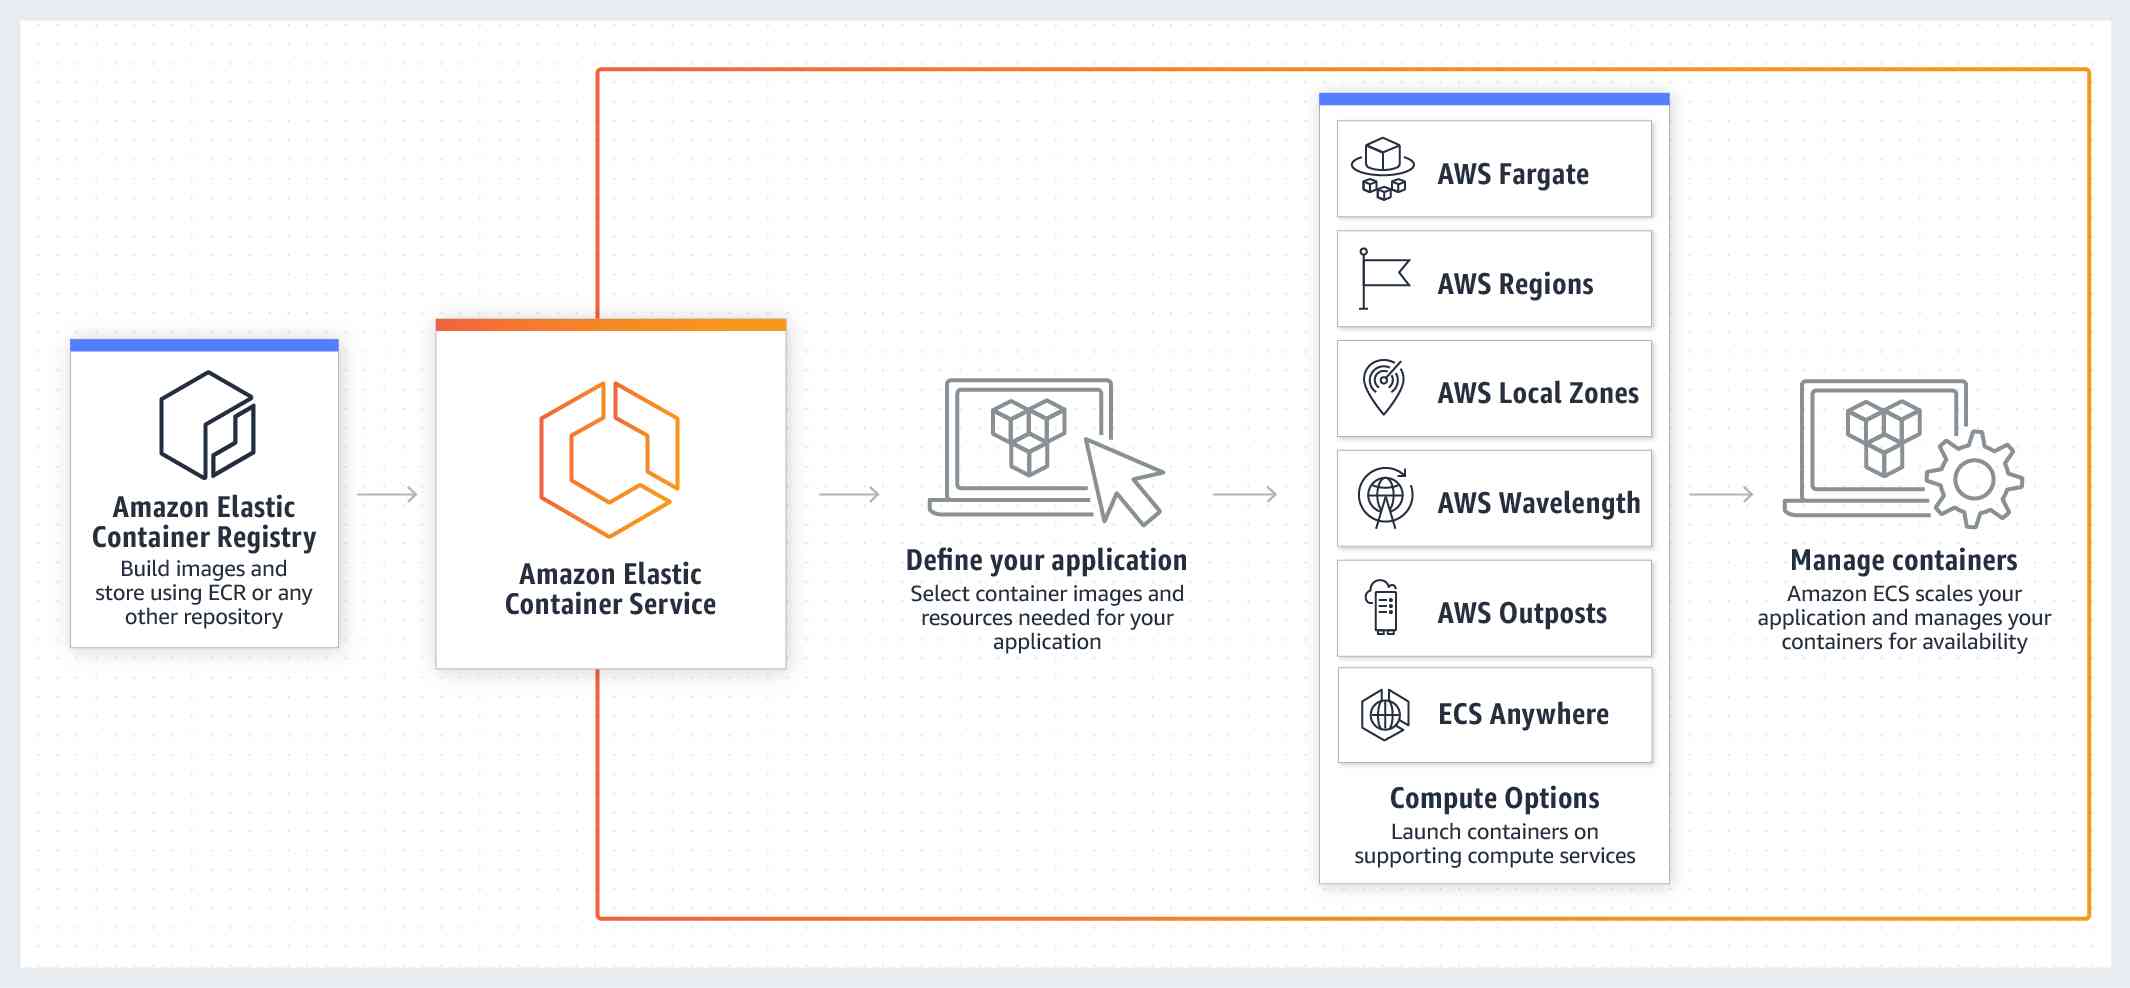 Amazon Elastic
Container Registry
Build images and
store using ECR or any
other repository
Amazon Elastic
Container Service
Define your application
Select container images and
resources needed for your
application
AWS Fargate
AWS Regions
AWS Local Zones
AWS Wavelength
AWS Outposts
ECS Anywhere
Compute Options
Launch containers on
supporting compute services
Manage containers
Amazon ECS scales your
application and manages your
containers for availability